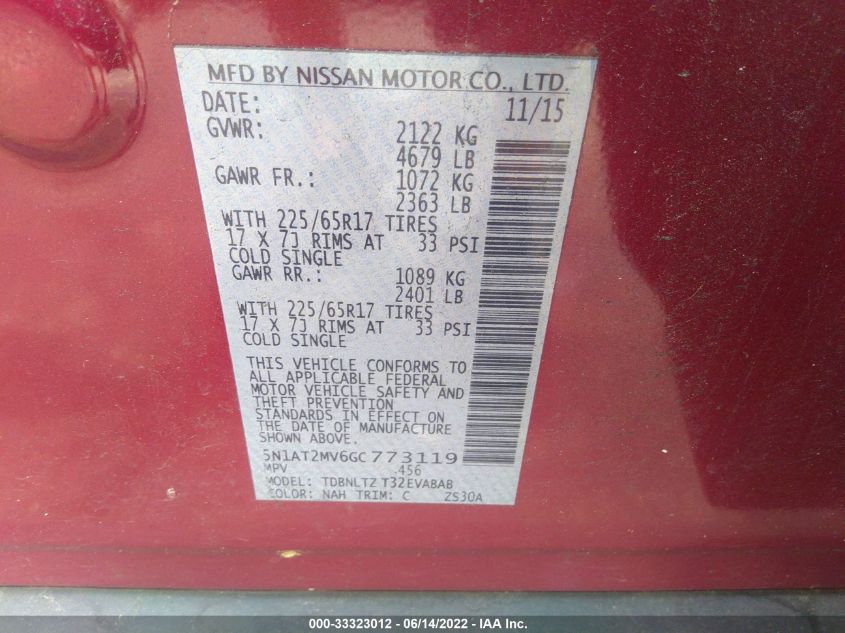 MFD BY NISSAN MOTOR CO., LTD.
DATE: 11/15
GVWR: 2122 KG
4679 LB
GAWR FR.: 1072 KG
2363 LB
WITH 225/65R17 TIRES
17 X 7J RIMS AT 33 PSI
COLD SINGLE
GAWR RR.: 1089 KG
2401 LB
WITH 225/65R17 TIRES
17 X 7J RIMS AT 33 PSI
COLD SINGLE
THIS VEHICLE CONFORMS TO
ALL APPLICABLE FEDERAL
MOTOR VEHICLE SAFETY AND
THEFT PREVENTION
STANDARDS IN EFFECT ON
THE DATE OF MANUFACTURE
SHOWN ABOVE.
5N1AT2MV6GC773119
MPV .456
MODEL: TDBNLTZ T32EVABAB
COLOR: NAH TRIM: C ZS30A
000-33323012 - 06/14/2022 - IAA Inc.